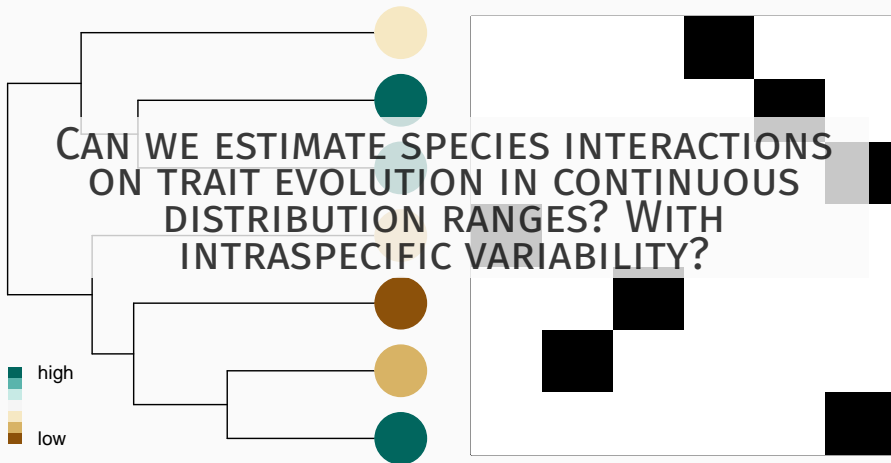 CAN WE ESTIMATE SPECIES INTERACTIONS
ON TRAIT EVOLUTION IN CONTINUOUS
DISTRIBUTION RANGES? WITH
INTRASPECIFIC VARIABILITY?
high
low